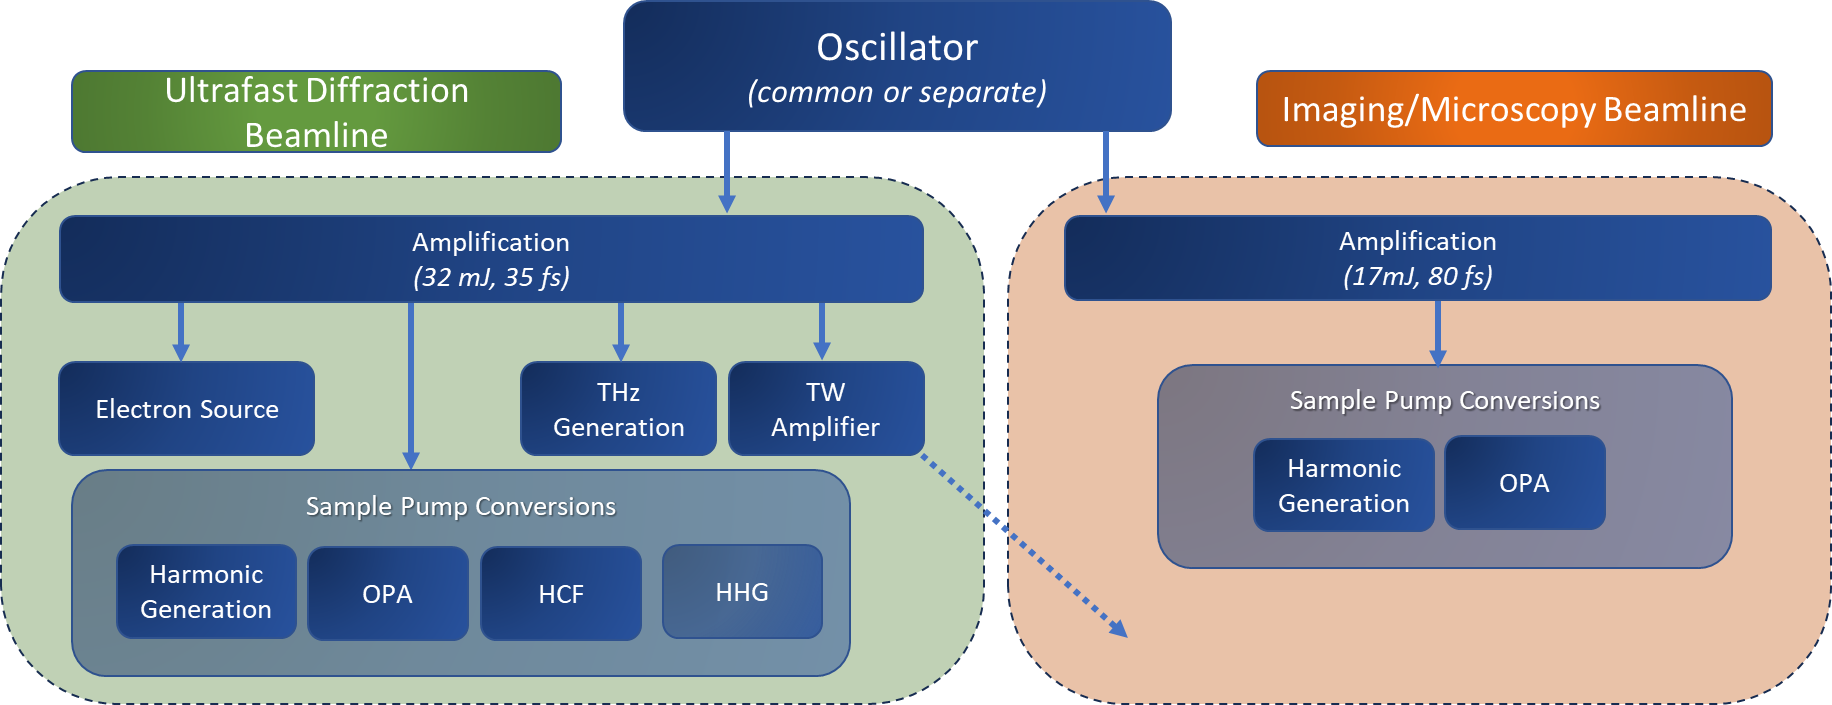 Oscillator
(common or separate)
Ultrafast Diffraction
Beamline
Imaging/Microscopy Beamline
Amplification
(32 mJ, 35 fs)
Electron Source
THz
Generation
TW
Amplifier
Sample Pump Conversions
Harmonic
Generation
OPA
HCF
HHG
Amplification
(17mJ, 80 fs)
Sample Pump Conversions
Harmonic
Generation
OPA